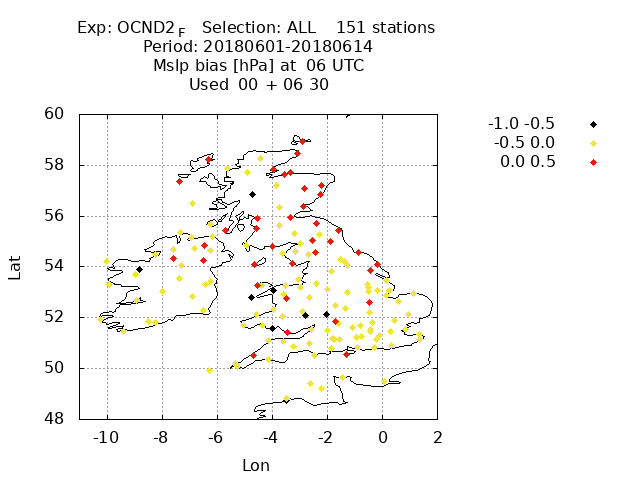 Exp: OCND2 F Selection: ALL 151 stations
Period: 20180601-20180614
Mslp bias [hPa] at 06 UTC
Used 00 + 06 30
-1.0 -0.5
-0.5 0.0
0.0 0.5
60
58
56
54
52
50
48
Lat
-10 -8 -6 -4 -2 0 2
Lon